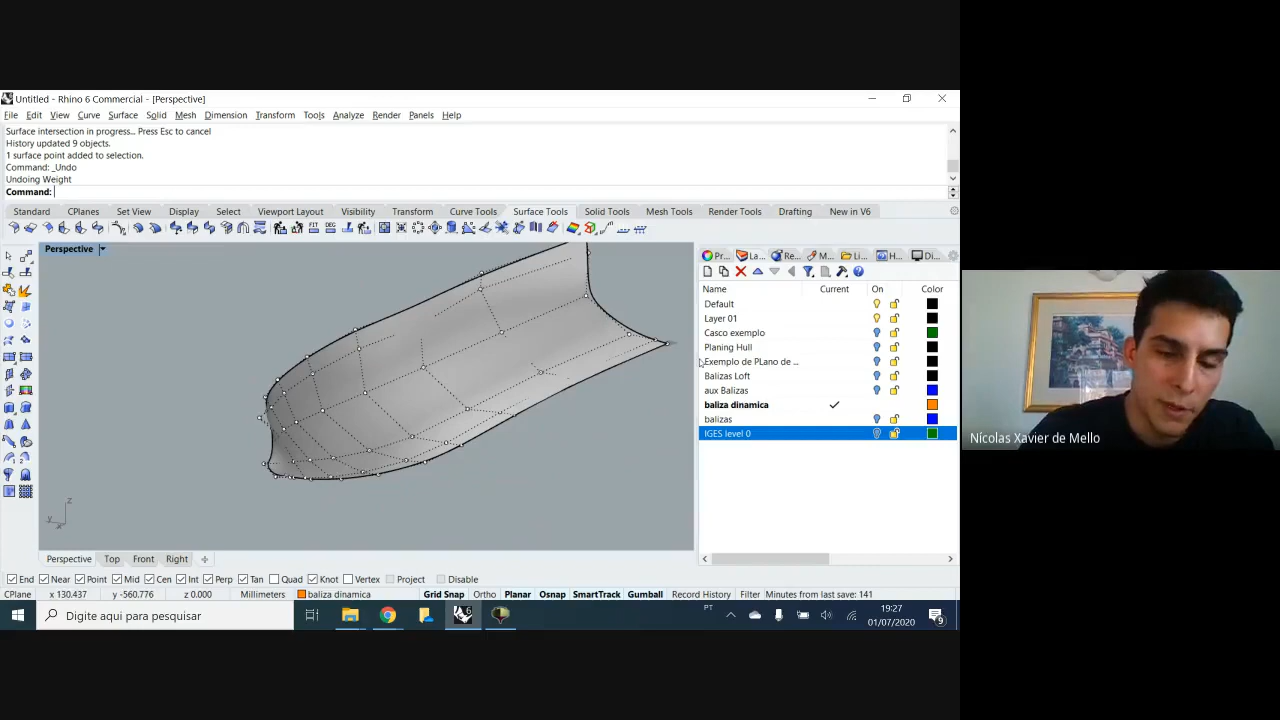 Untitled - Rhino 6 Commercial - [Perspective]
File Edit View Curve Surface Solid Mesh Dimension Transform Tools Analyze Render Panels Help
Surface intersection in progress... Press Esc to cancel
History updated 9 objects.
1 surface point added to selection.
Command: _Undo
Undoing Weight
Command:
Standard CPlanes Set View Display Select Viewport Layout Visibility Transform Curve Tools Surface Tools Solid Tools Mesh Tools Render Tools Drafting New in V6
Perspective
Pr... La... Re... M... Li... H... Di...
Name Current On Color
Default
Layer 01
Casco exemplo
Planing Hull
Exemplo de PLano de ...
Balizas Loft
aux Balizas
baliza dinamica
balizas
IGES level 0
z
y
x
Perspective Top Front Right
End Near Point Mid Cen Int Perp Tan Quad Knot Vertex Project Disable
CPlane x 130.437 y -560.776 z 0.000 Millimeters baliza dinamica Grid Snap Ortho Planar Osnap SmartTrack Gumball Record History Filter Minutes from last save: 141
Digite aqui para pesquisar
PT
19:27
01/07/2020
9
Nícolas Xavier de Mello